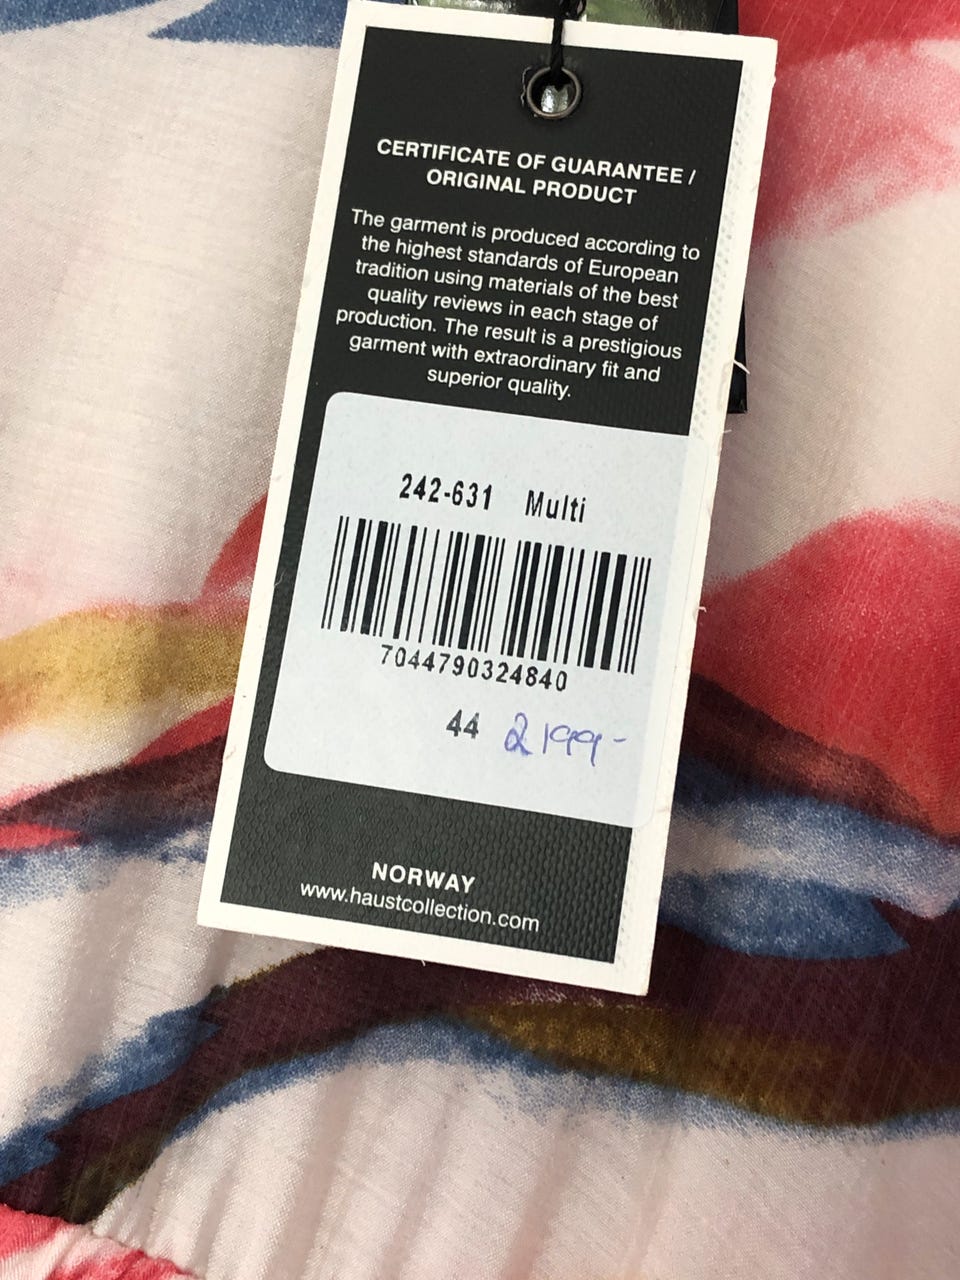 CERTIFICATE OF GUARANTEE /
ORIGINAL PRODUCT
The garment is produced according to
the highest standards of European
tradition using materials of the best
quality reviews in each stage of
production. The result is a prestigious
garment with extraordinary fit and
superior quality.
242-631 Multi
7044790324840
44 2199-
NORWAY
www.haustcollection.com